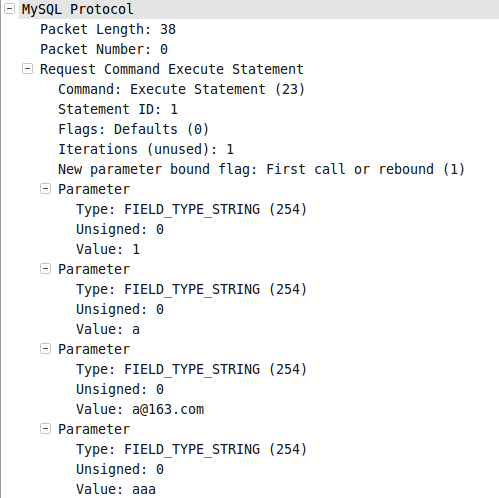 MySQL Protocol
Packet Length: 38
Packet Number: 0
Request Command Execute Statement
Command: Execute Statement (23)
Statement ID: 1
Flags: Defaults (0)
Iterations (unused): 1
New parameter bound flag: First call or rebound (1)
Parameter
Type: FIELD_TYPE_STRING (254)
Unsigned: 0
Value: 1
Parameter
Type: FIELD_TYPE_STRING (254)
Unsigned: 0
Value: a
Parameter
Type: FIELD_TYPE_STRING (254)
Unsigned: 0
Value: a@163.com
Parameter
Type: FIELD_TYPE_STRING (254)
Unsigned: 0
Value: aaa